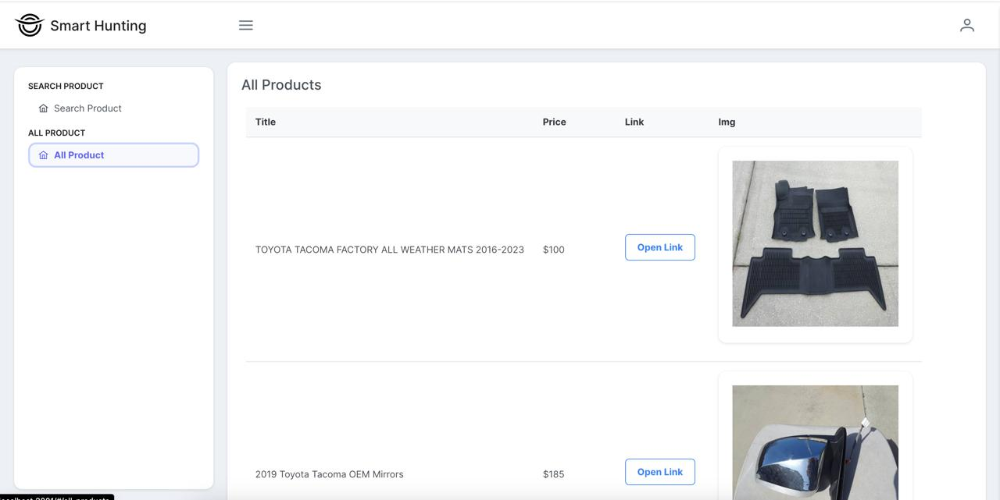 Smart Hunting
SEARCH PRODUCT
Search Product
ALL PRODUCT
All Product
All Products
Title Price Link Img
TOYOTA TACOMA FACTORY ALL WEATHER MATS 2016-2023 $100 Open Link
2019 Toyota Tacoma OEM Mirrors $185 Open Link